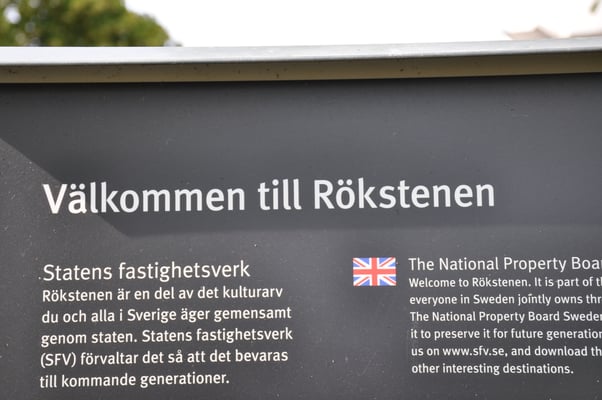 Välkommen till Rökstenen
Statens fastighetsverk
Rökstenen är en del av det kulturarv
du och alla i Sverige äger gemensamt
genom staten. Statens fastighetsverk
(SFV) förvaltar det så att det bevaras
till kommande generationer.
The National Property
Welcome to Rökstenen. It is part of
everyone in Sweden jointly owns
The National Property Board Sweden
it to preserve it for future
us on www.sfv.se, and download
other interesting destinations.